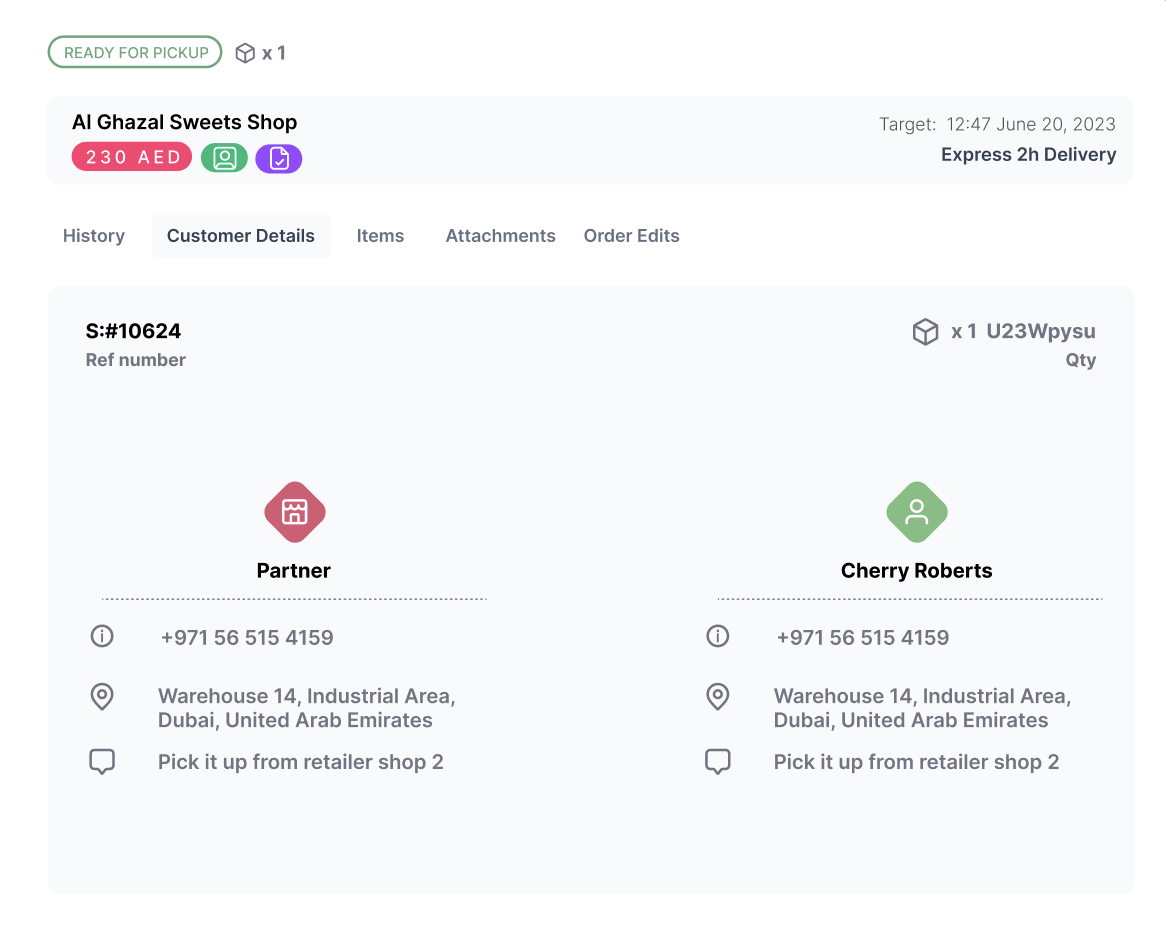 READY FOR PICKUP x 1
Al Ghazal Sweets Shop
Target: 12:47 June 20, 2023
230 AED
Express 2h Delivery
History Customer Details Items Attachments Order Edits
S:#10624
x 1 U23Wpysu
Ref number
Qty
Partner
+971 56 515 4159
Warehouse 14, Industrial Area,
Dubai, United Arab Emirates
Pick it up from retailer shop 2
Cherry Roberts
+971 56 515 4159
Warehouse 14, Industrial Area,
Dubai, United Arab Emirates
Pick it up from retailer shop 2